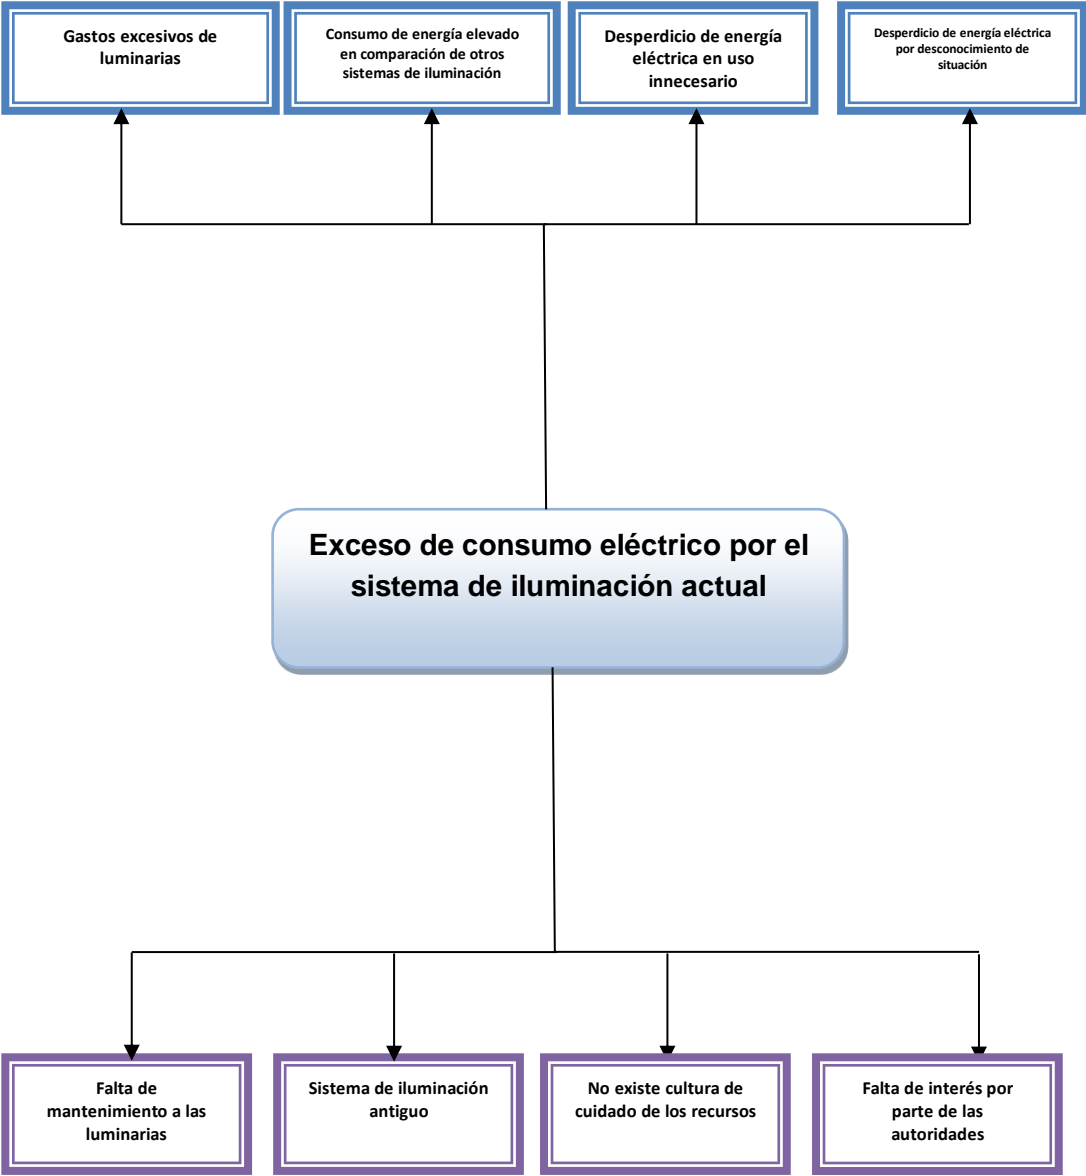 Gastos excesivos de
luminarias
Consumo de energía elevado
en comparación de otros
sistemas de iluminación
Desperdicio de energía
eléctrica en uso
innecesario
Desperdicio de energía eléctrica
por desconocimiento de
situación
Exceso de consumo eléctrico por el
sistema de iluminación actual
Falta de
mantenimiento a las
luminarias
Sistema de iluminación
antiguo
No existe cultura de
cuidado de los recursos
Falta de interés por
parte de las
autoridades